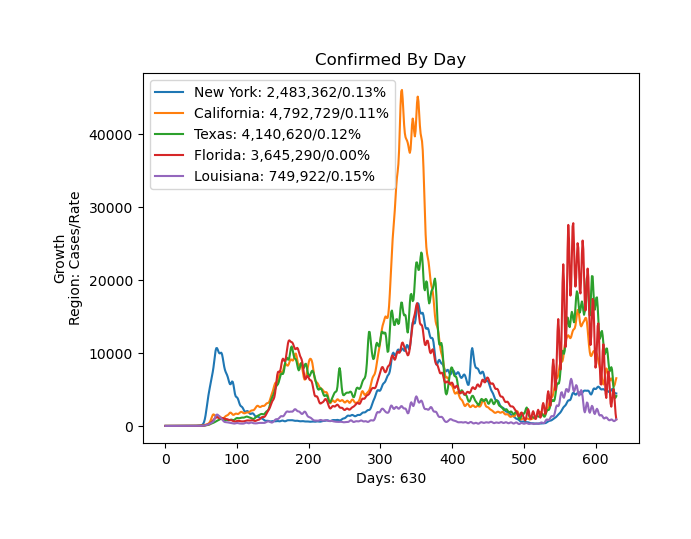 Confirmed By Day
New York: 2,483,362/0.13%
California: 4,792,729/0.11%
Texas: 4,140,620/0.12%
Florida: 3,645,290/0.00%
Louisiana: 749,922/0.15%
Growth
Region: Cases/Rate
40000
30000
20000
10000
0
0 100 200 300 400 500 600
Days: 630